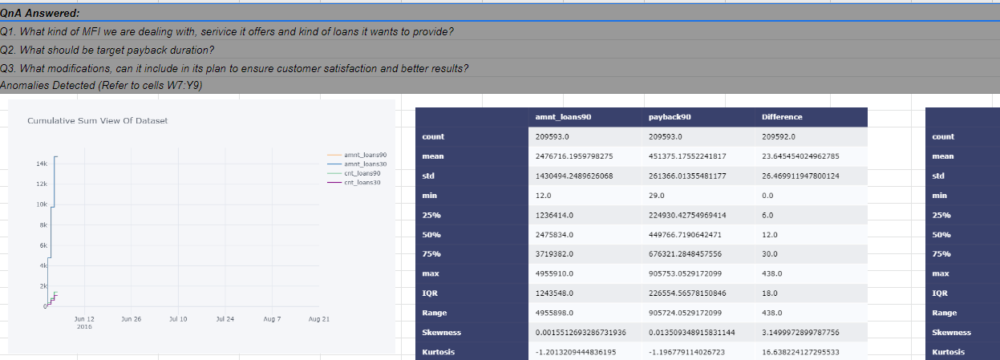 QnA Answered:
Q1. What kind of MFI we are dealing with, serivice it offers and kind of loans it wants to provide?
Q2. What should be target payback duration?
Q3. What modifications, can it include in its plan to ensure customer satisfaction and better results?
Anomalies Detected (Refer to cells W7:Y9)
Cumulative Sum View Of Dataset
14k
12k
10k
8k
6k
4k
2k
0
Jun 12 Jun 26 Jul 10 Jul 24 Aug 7 Aug 21
2016
amnt_loans90
amnt_loans30
cnt_loans90
cnt_loans30
amnt_loans90 payback90 Difference
count 209593.0 209593.0 209592.0
mean 2476716.1959798275 451375.17552241817 23.645454024962785
std 1430494.2489626068 261366.01355481177 26.469911947800124
min 12.0 29.0 0.0
25% 1236414.0 224930.42754969414 6.0
50% 2475834.0 449766.7190642471 12.0
75% 3719382.0 676321.2848457556 30.0
max 4955910.0 905753.0529172099 438.0
IQR 1243548.0 226554.56578150846 18.0
Range 4955898.0 905724.0529172099 438.0
Skewness 0.0015512693286731936 0.013509348915831144 3.1499972899787756
Kurtosis -1.2013209444836195 -1.196779114026723 16.638224127295533
count
mean
std
min
25%
50%
75%
max
IQR
Range
Skewness
Kurtosis